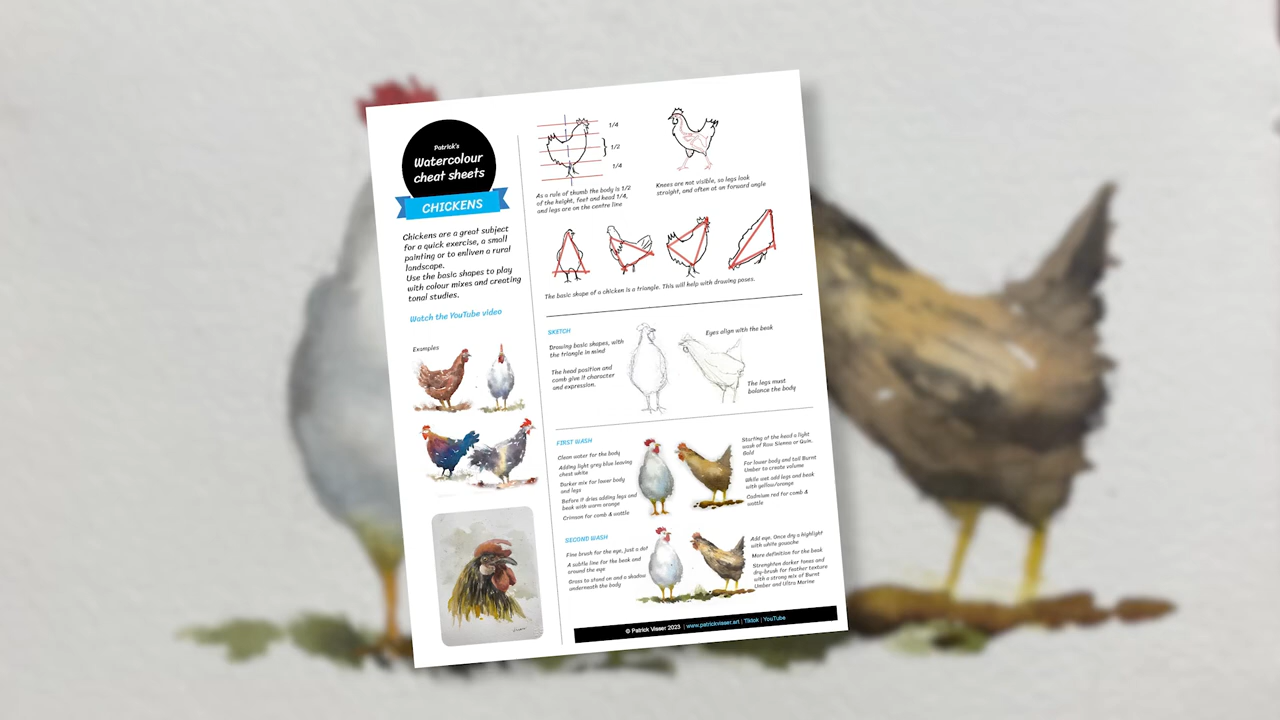 Patrick's
Watercolour
cheat sheets
CHICKENS
Chickens are a great subject
for a quick exercise, a small
painting or to enliven a rural
landscape.
Use the basic shapes to play
with colour mixes and creating
tonal studies.
Watch the YouTube video
Examples
1/4
1/2
1/4
As a rule of thumb the body is 1/2
of the height, feet and head 1/4,
and legs are on the centre line
Knees are not visible, so legs look
straight, and often at an forward angle
The basic shape of a chicken is a triangle. This will help with drawing poses.
SKETCH
Drawing basic shapes, with
the triangle in mind
The head position and
comb give it character
and expression.
Eyes align with the beak
The legs must
balance the body
FIRST WASH
Clean water for the body
Adding light grey blue leaving
chest white
Darker mix for lower body
and legs
Before it dries adding legs and
beak with warm orange
Crimson for comb & wattle
Starting at the head a light
wash of Raw Sienna or Quin.
Gold
For lower body and tail Burnt
Umber to create volume
While wet add legs and beak
with yellow/orange
Cadmium red for comb &
wattle
SECOND WASH
Fine brush for the eye, just a dot
A subtle line for the beak and
around the eye
Grass to stand on and a shadow
underneath the body
Add eye. Once dry a highlight
with white gouache
More definition for the beak
Strenghten darker tones and
dry-brush for feather texture
with a strong mix of Burnt
Umber and Ultra Marine
© Patrick Visser 2023 | www.patrickvisser.art | Tiktok | YouTube